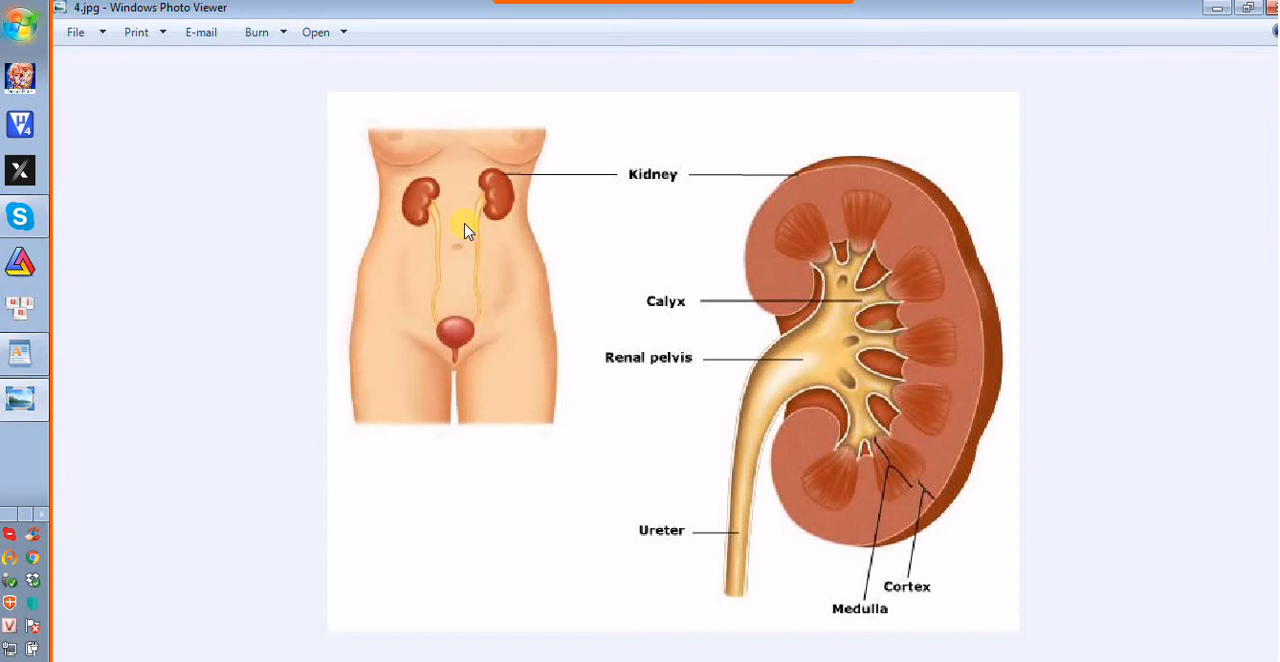 4.jpg - Windows Photo Viewer
File Print E-mail Burn Open
Kidney
Calyx
Renal pelvis
Ureter
Cortex
Medulla